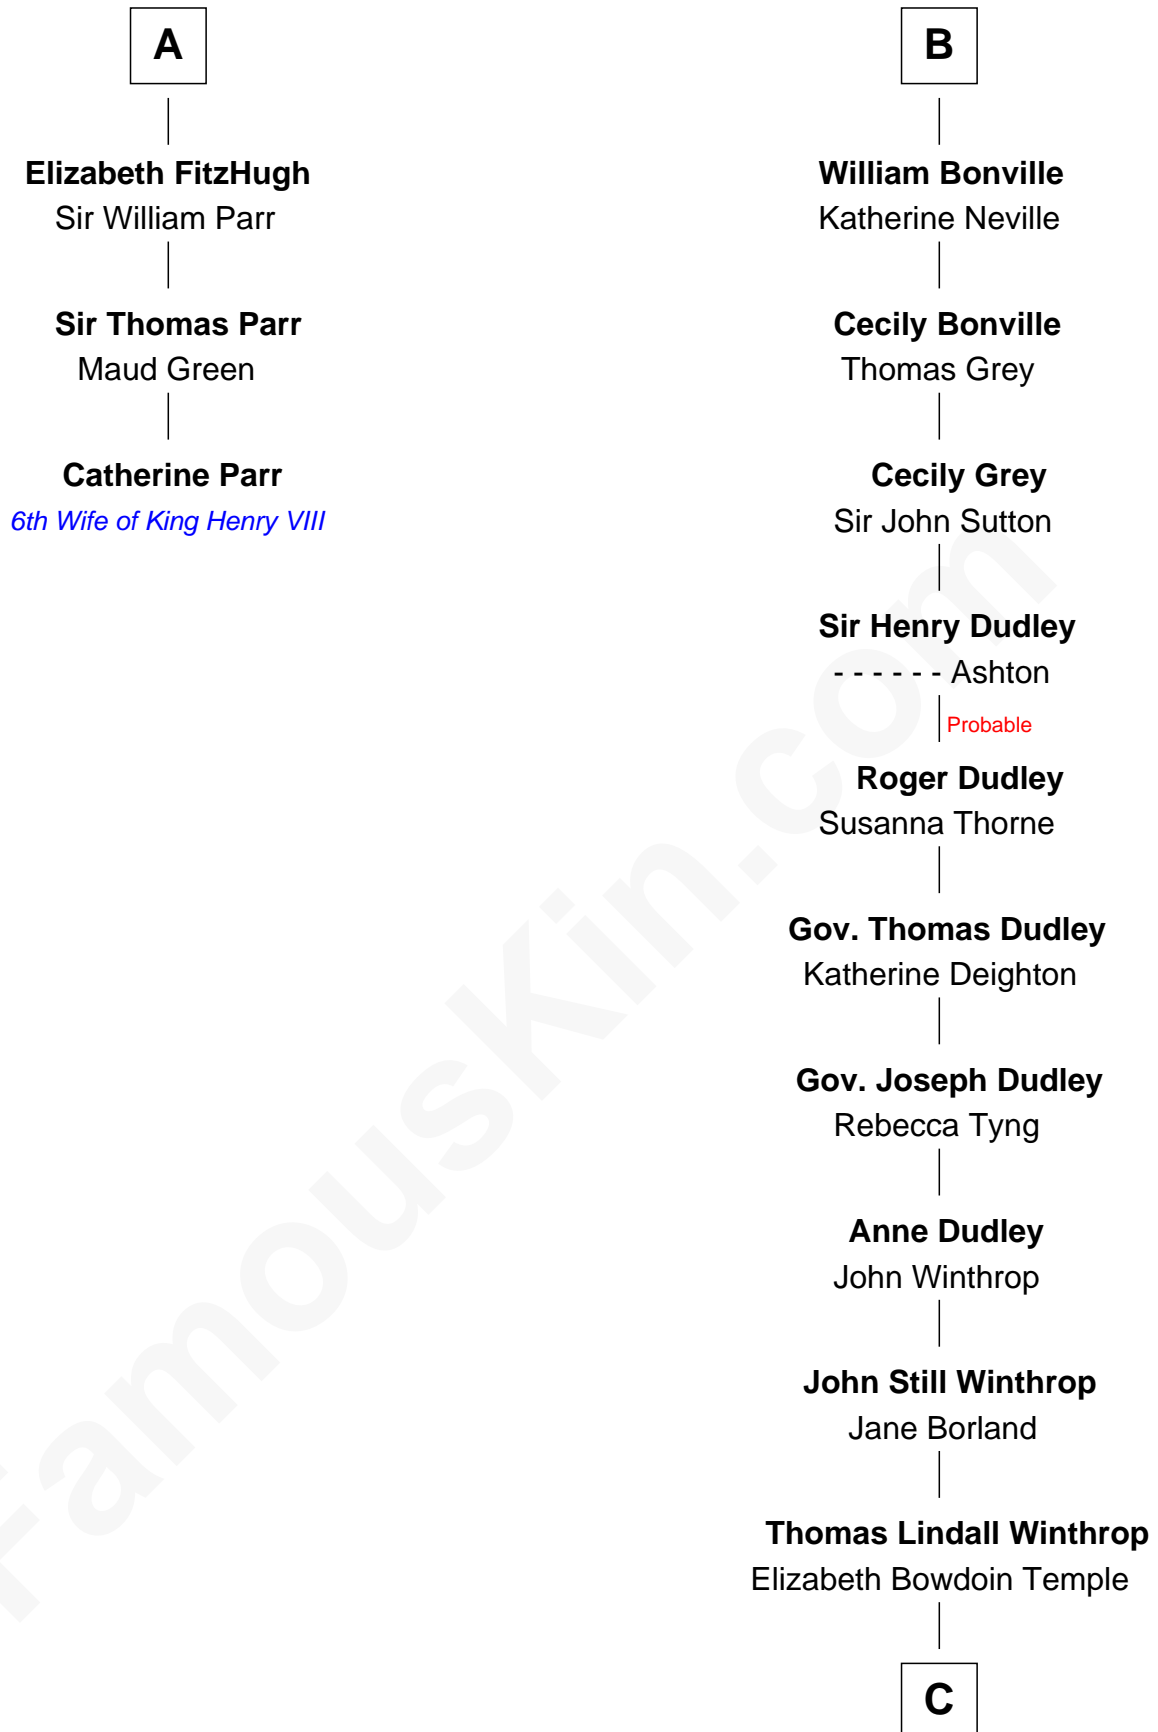 A
Elizabeth FitzHugh
Sir William Parr
Sir Thomas Parr
Maud Green
Catherine Parr
6th Wife of King Henry VIII
B
William Bonville
Katherine Neville
Cecily Bonville
Thomas Grey
Cecily Grey
Sir John Sutton
Sir Henry Dudley
- - - - - - Ashton
Probable
Roger Dudley
Susanna Thorne
Gov. Thomas Dudley
Katherine Deighton
Gov. Joseph Dudley
Rebecca Tyng
Anne Dudley
John Winthrop
John Still Winthrop
Jane Borland
Thomas Lindall Winthrop
Elizabeth Bowdoin Temple
C
FamousKin.com